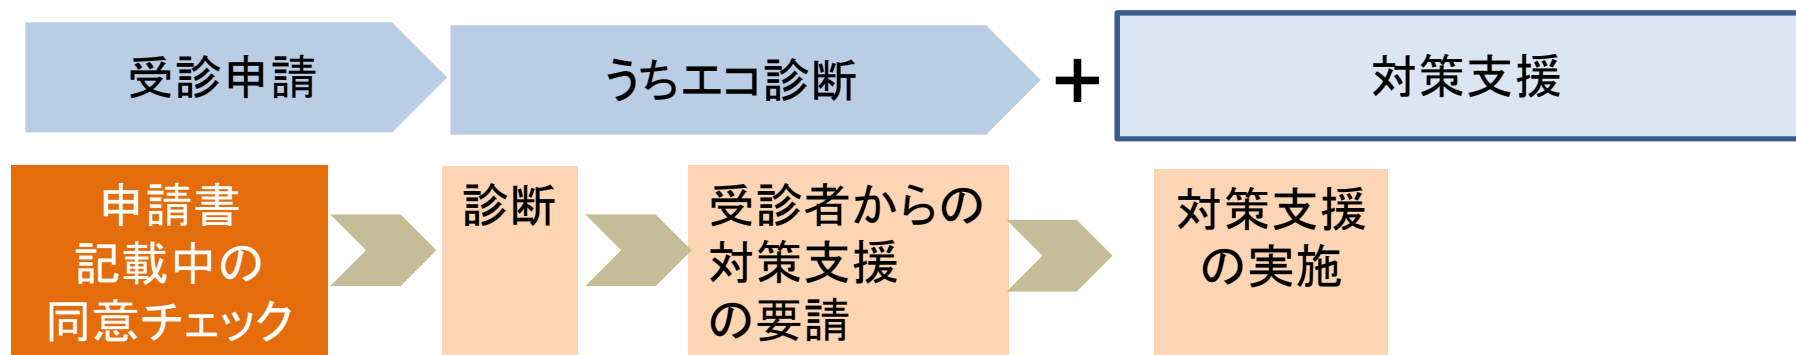 受診申請
うちエコ診断
+
対策支援
申請書
記載中の
同意チェック
診断
受診者からの
対策支援
の要請
対策支援
の実施